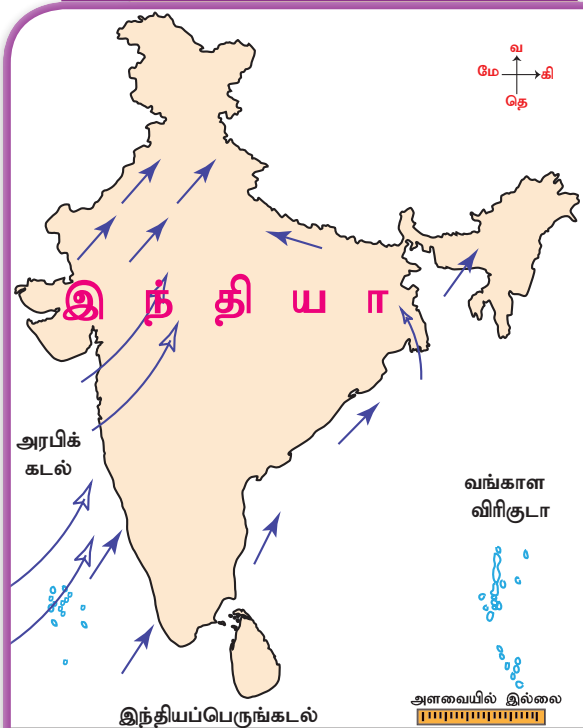 வ
மே கி
தெ
இ ந் தி யா
அரபிக்
கடல்
வங்காள
விரிகுடா
இந்தியப்பெருங்கடல்
அளவையில் இல்லை